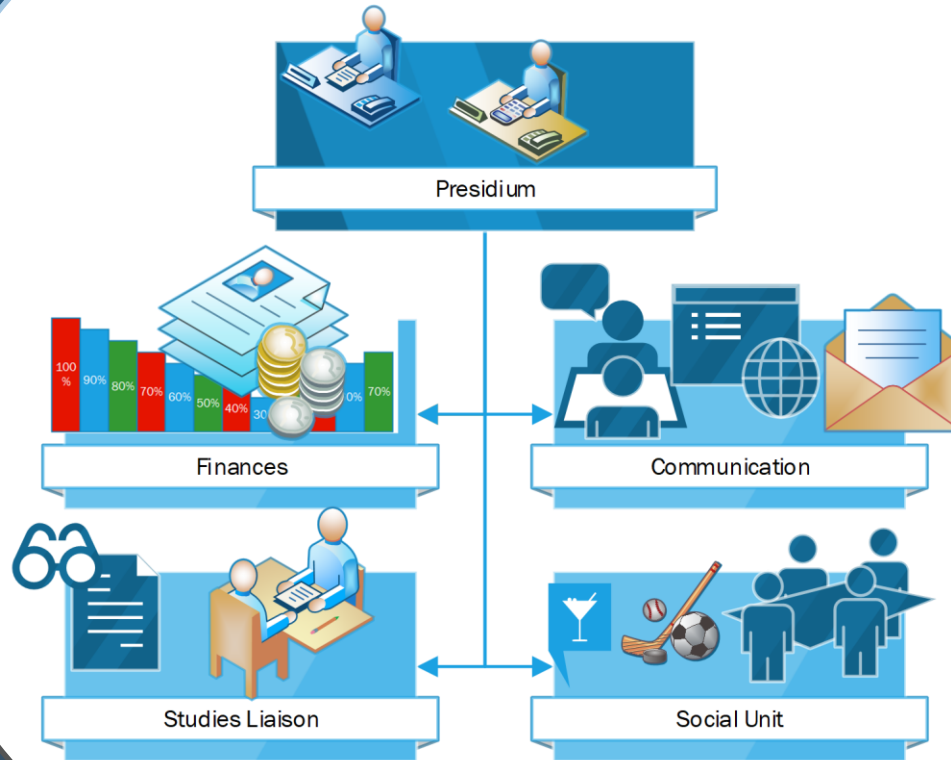 Presidium
100
%
90%
80%
70%
60%
50%
40%
70%
Finances
Communication
Studies Liaison
Social Unit